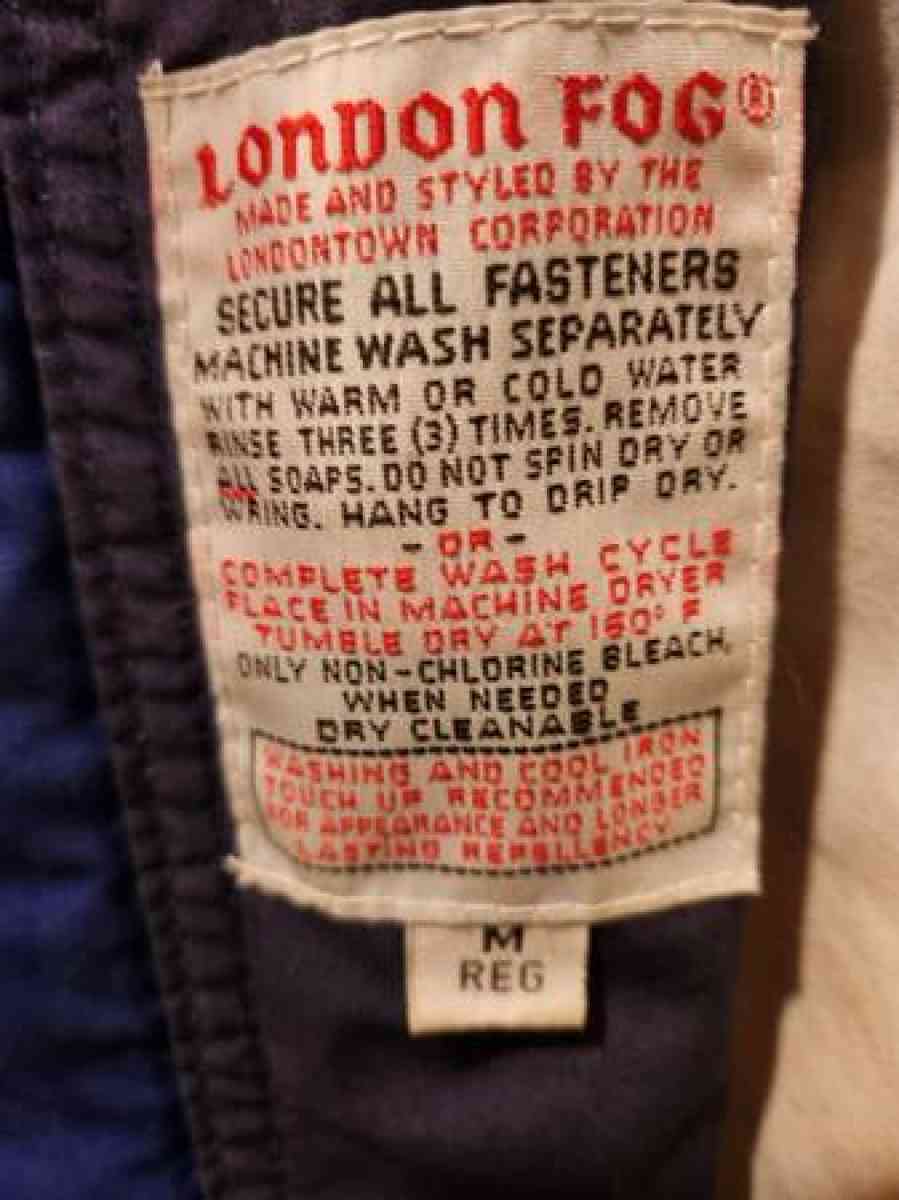 LONDON FOG®
MADE AND STYLED BY THE
LONDONTOWN CORPORATION
SECURE ALL FASTENERS
MACHINE WASH SEPARATELY
WITH WARM OR COLD WATER
RINSE THREE (3) TIMES. REMOVE
ALL SOAPS. DO NOT SPIN DRY OR
WRING. HANG TO DRIP DRY.
- OR -
COMPLETE WASH CYCLE
PLACE IN MACHINE DRYER
TUMBLE DRY AT 160° F
ONLY NON-CHLORINE BLEACH,
WHEN NEEDED
DRY CLEANABLE
WASHING AND COOL IRON
TOUCH UP RECOMMENDED
FOR APPEARANCE AND LONGER
LASTING REPELLENCY
M
REG